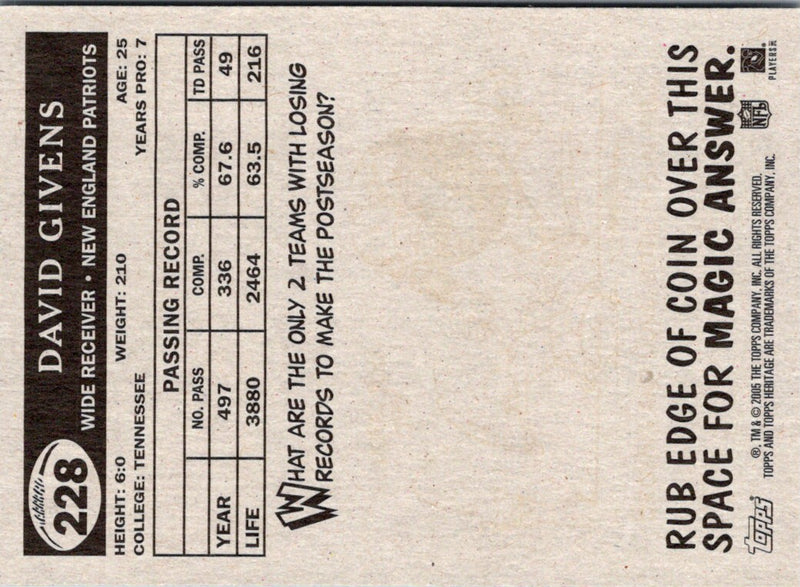 228
DAVID GIVENS
WIDE RECEIVER • NEW ENGLAND PATRIOTS
HEIGHT: 6:0 WEIGHT: 210 AGE: 25
COLLEGE: TENNESSEE YEARS PRO: 7
PASSING RECORD
NO. PASS COMP. % COMP. TD PASS
YEAR 497 336 67.6 49
LIFE 3880 2464 63.5 216
WHAT ARE THE ONLY 2 TEAMS WITH LOSING
RECORDS TO MAKE THE POSTSEASON?
RUB EDGE OF COIN OVER THIS
SPACE FOR MAGIC ANSWER.
TOPPS
®, TM & © 2005 THE TOPPS COMPANY, INC. ALL RIGHTS RESERVED.
TOPPS AND TOPPS HERITAGE ARE TRADEMARKS OF THE TOPPS COMPANY, INC.
NFL
PLAYERS